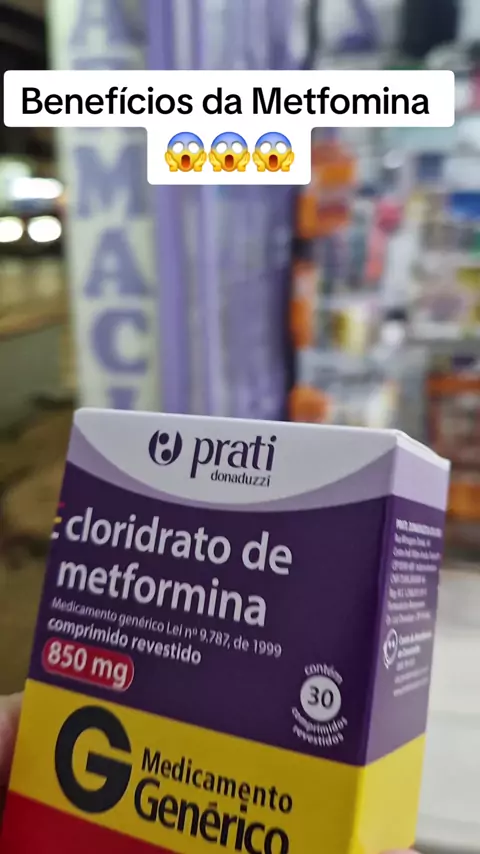 Benefícios da Metfomina
😱😱😱
FARMACI
prati
donaduzzi
cloridrato de
metformina
Medicamento genérico Lei nº 9.787, de 1999
comprimido revestido
850 mg
contém
30
comprimidos
revestidos
G Medicamento
Genérico